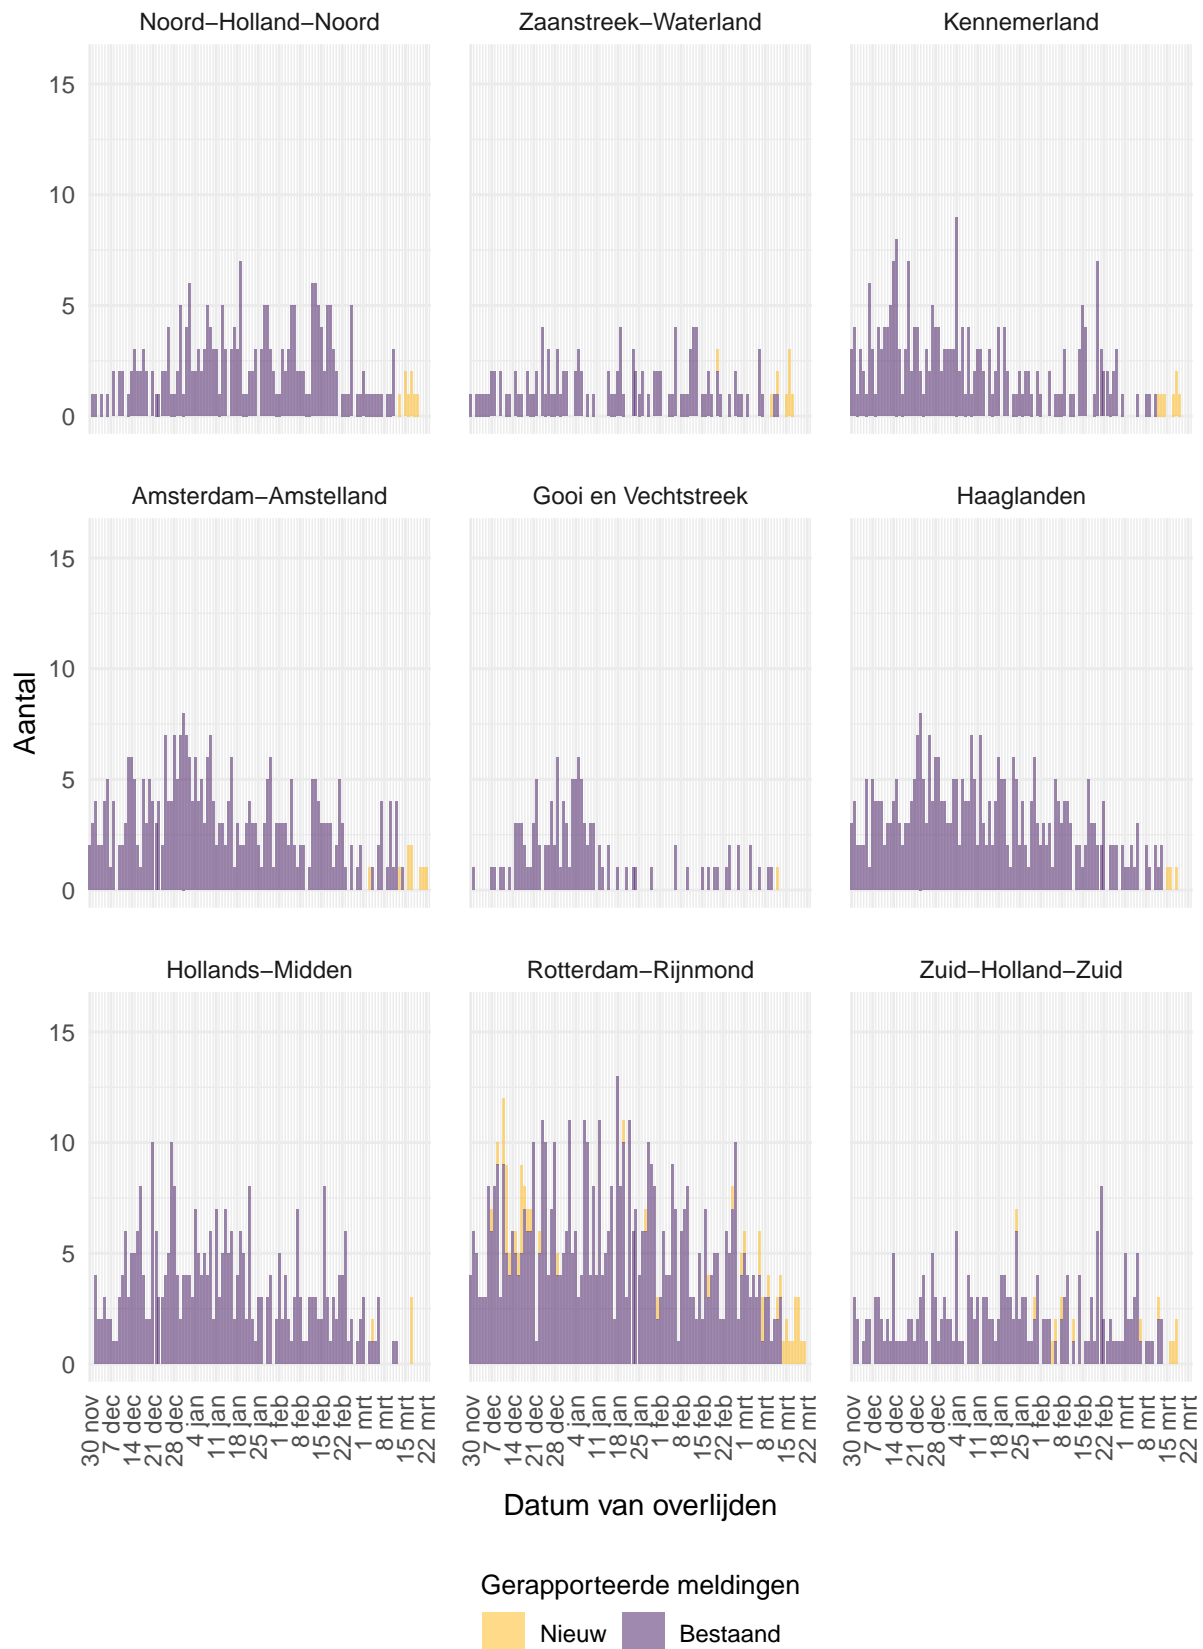 Noord−Holland−Noord Zaanstreek−Waterland Kennemerland
15
10
5
0
Amsterdam−Amstelland Gooi en Vechtstreek Haaglanden
15
10
5
0
Aantal
Hollands−Midden Rotterdam−Rijnmond Zuid−Holland−Zuid
15
10
5
0
30 nov 7 dec 14 dec 21 dec 28 dec 4 jan 11 jan 18 jan 25 jan 1 feb 8 feb 15 feb 22 feb 1 mrt 8 mrt 15 mrt 22 mrt
30 nov 7 dec 14 dec 21 dec 28 dec 4 jan 11 jan 18 jan 25 jan 1 feb 8 feb 15 feb 22 feb 1 mrt 8 mrt 15 mrt 22 mrt
30 nov 7 dec 14 dec 21 dec 28 dec 4 jan 11 jan 18 jan 25 jan 1 feb 8 feb 15 feb 22 feb 1 mrt 8 mrt 15 mrt 22 mrt
Datum van overlijden
Gerapporteerde meldingen
Nieuw Bestaand